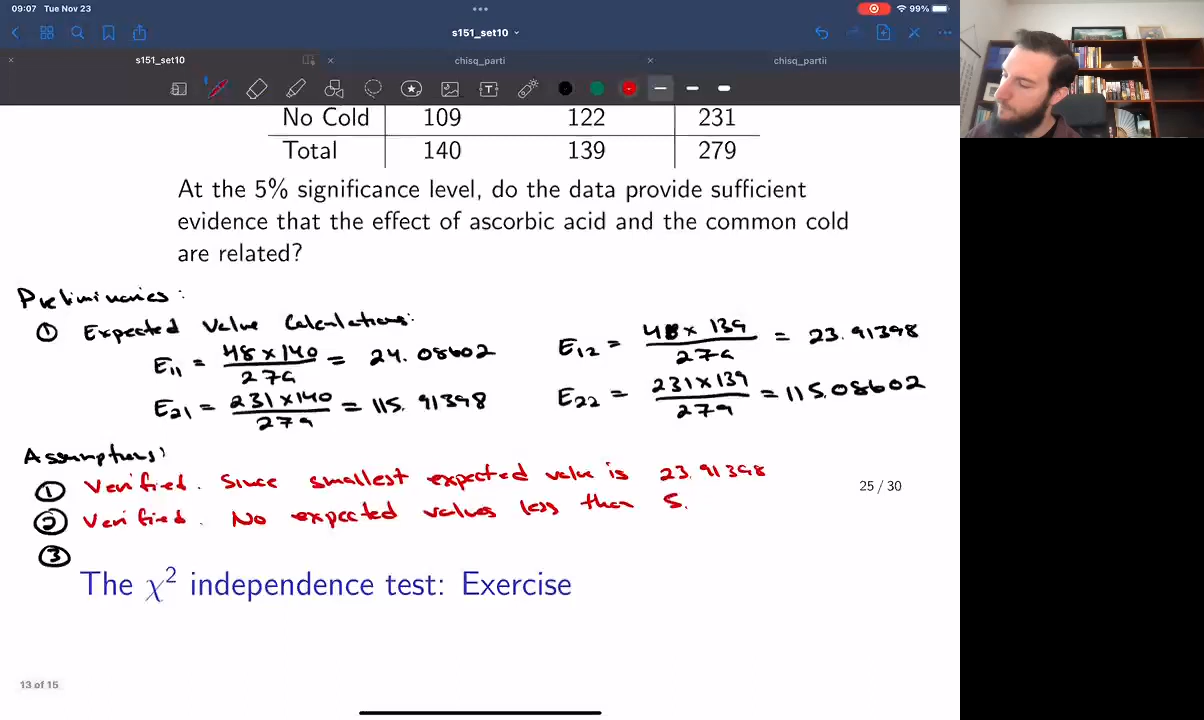 09:07 Tue Nov 23
99%
s151_set10
s151_set10 chisq_parti chisq_partii
No Cold 109 122 231
Total 140 139 279
At the 5% significance level, do the data provide sufficient
evidence that the effect of ascorbic acid and the common cold
are related?
Preliminaries:
① Expected Value Calculations:
E11 = 48 × 140 / 279 = 24.08602
E12 = 48 × 139 / 279 = 23.91398
E21 = 231 × 140 / 279 = 115.91398
E22 = 231 × 139 / 279 = 115.08602
Assumptions:
① Verified. Since smallest expected value is 23.91398
25 / 30
② Verified. No expected values less than 5.
③
The χ² independence test: Exercise
13 of 15